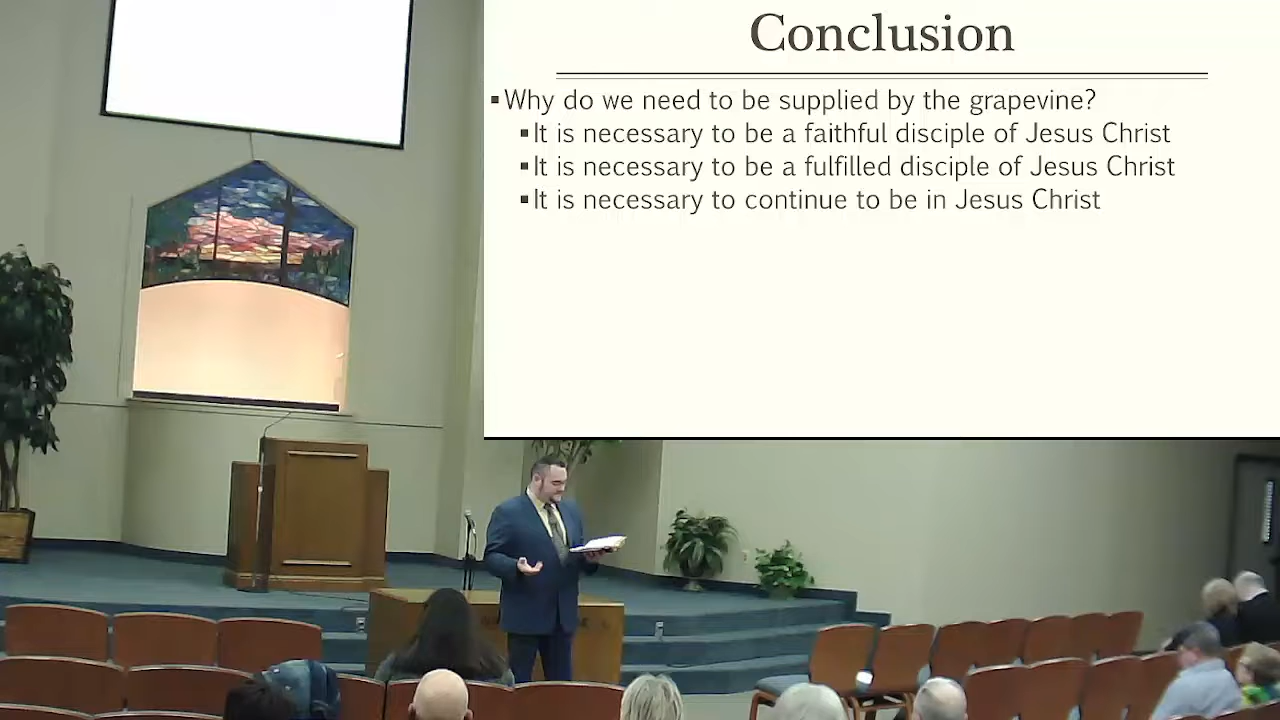 Conclusion
▪Why do we need to be supplied by the grapevine?
▪It is necessary to be a faithful disciple of Jesus Christ
▪It is necessary to be a fulfilled disciple of Jesus Christ
▪It is necessary to continue to be in Jesus Christ